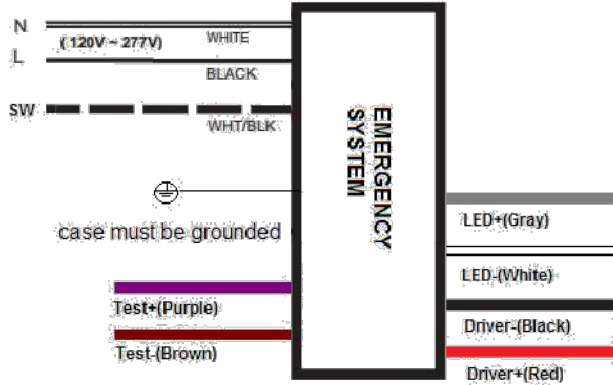 N
( 120V ~ 277V)
WHITE
L
BLACK
SW
WHT/BLK
EMERGENCY
SYSTEM
case must be grounded
LED+(Gray)
LED-(White)
Test+(Purple)
Driver-(Black)
Test-(Brown)
Driver+(Red)